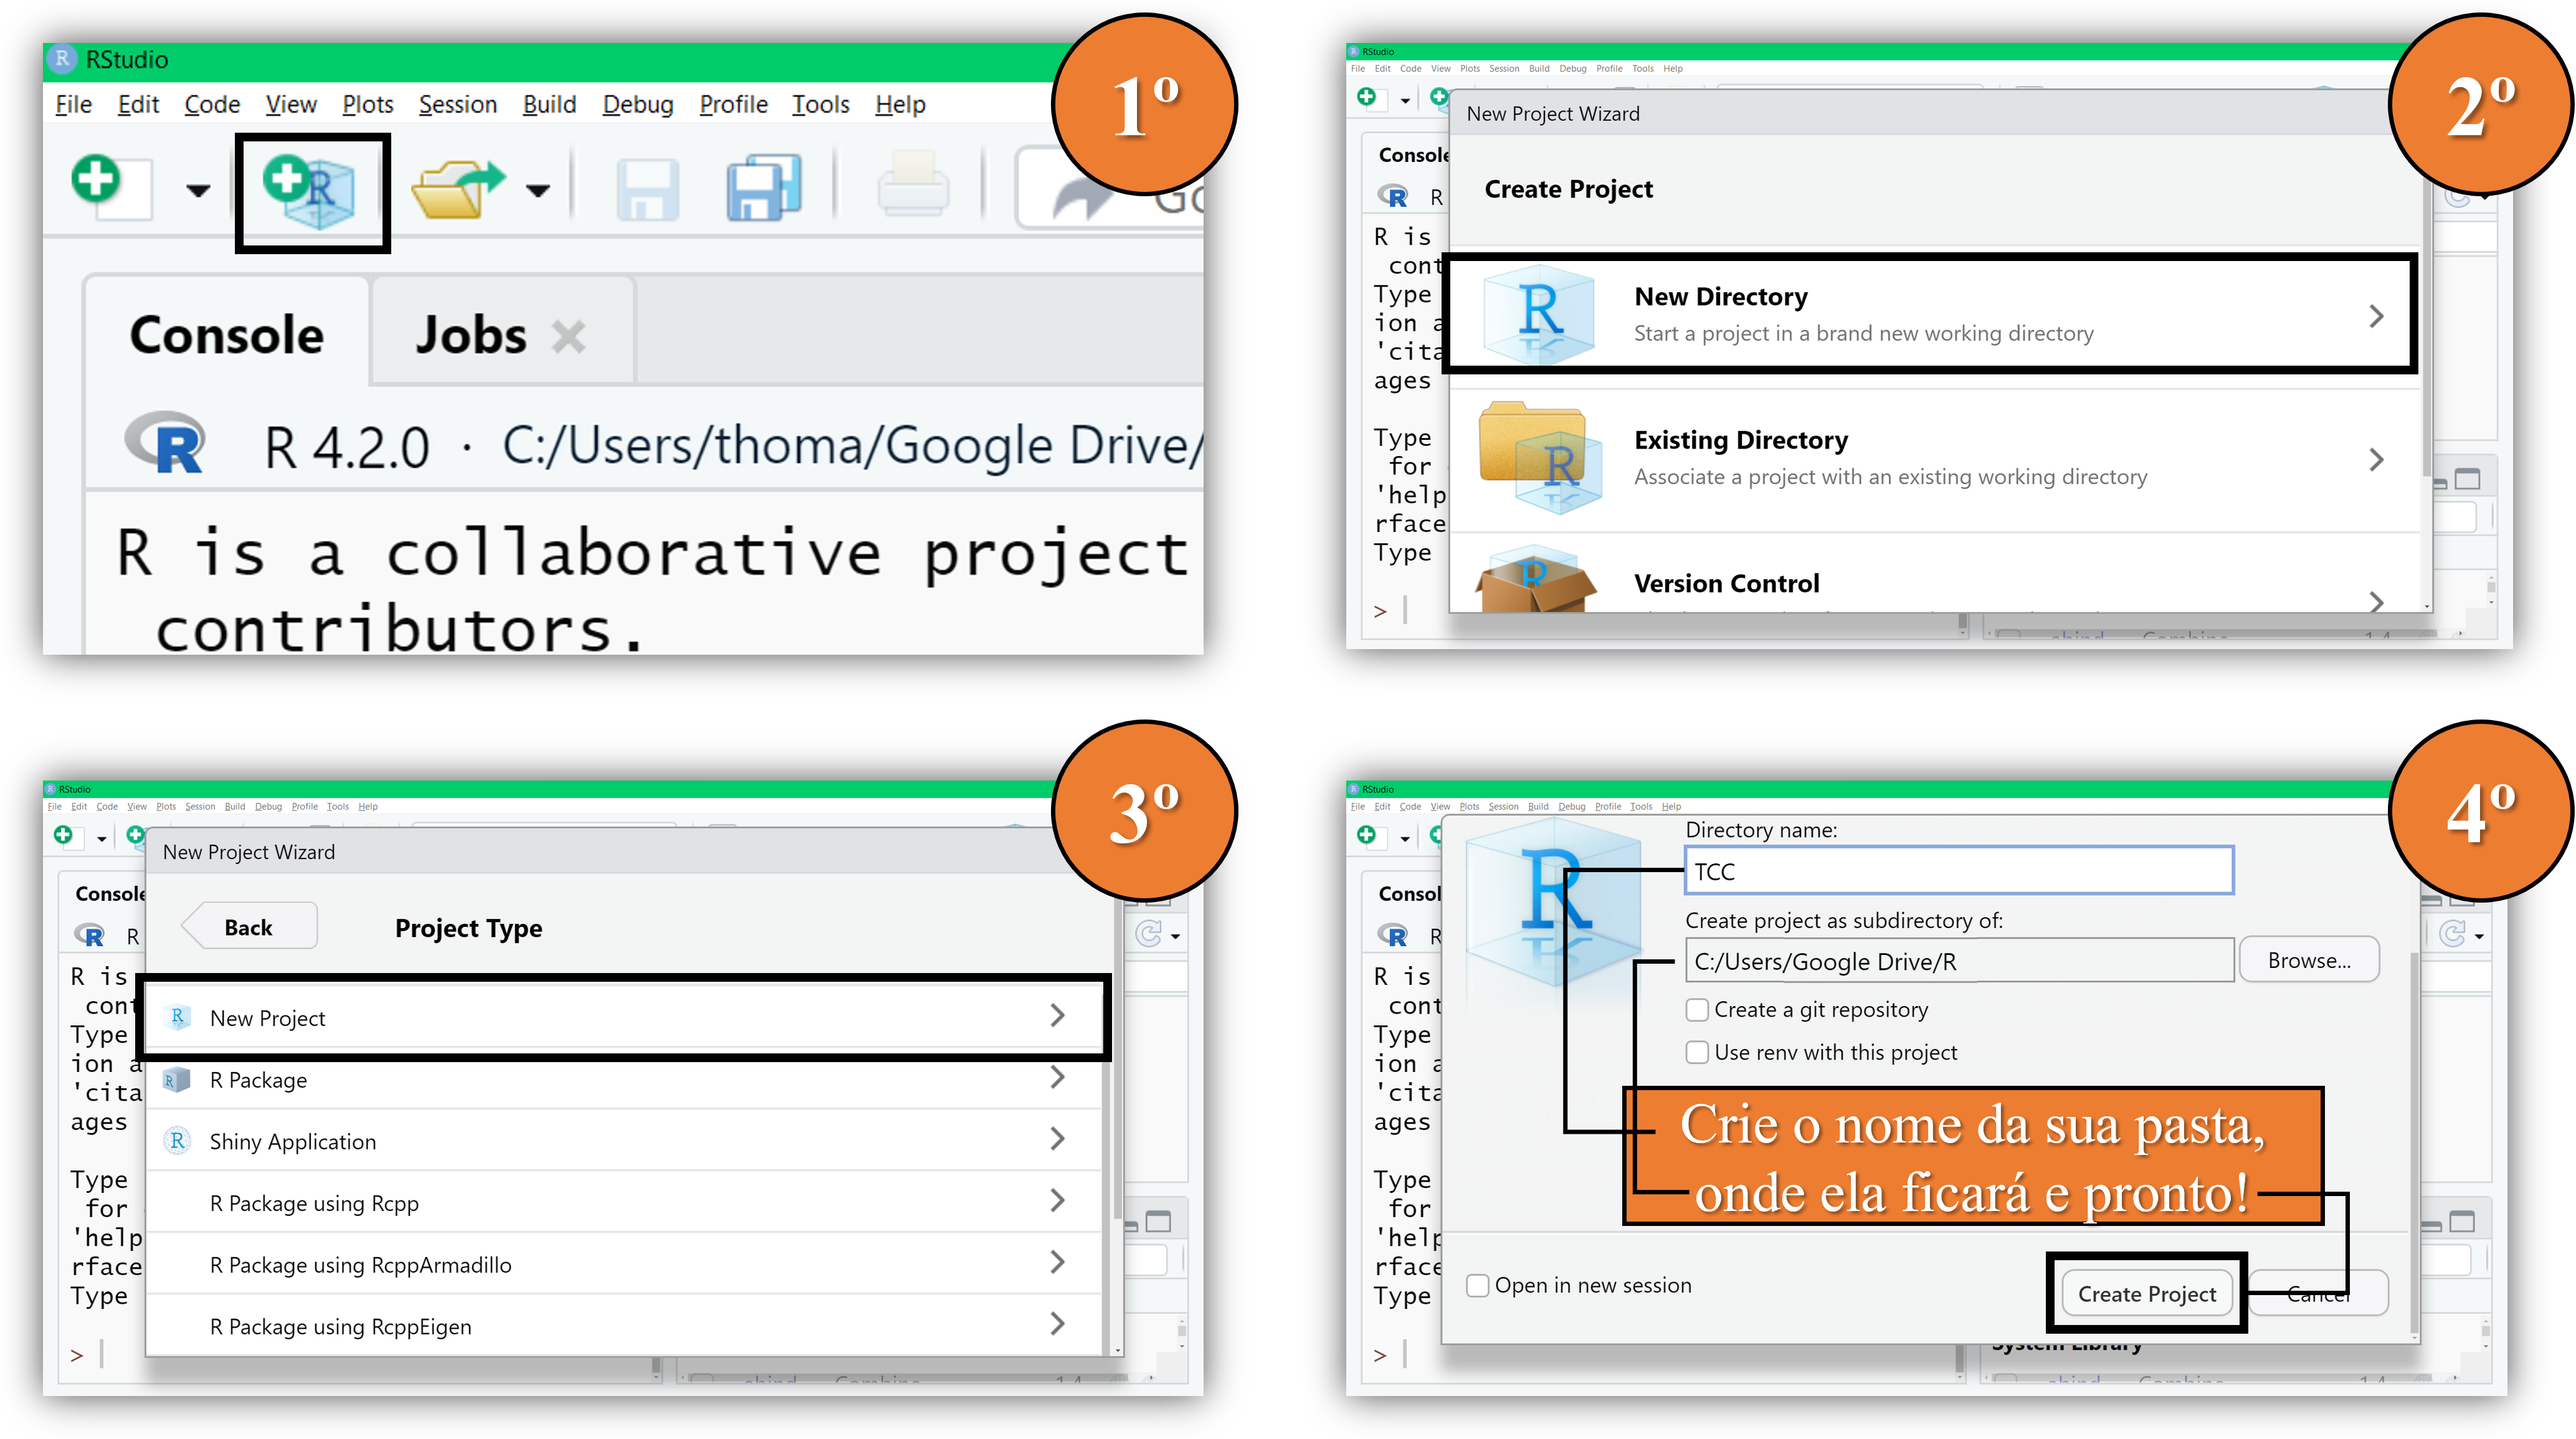 RStudio
File Edit Code View Plots Session Build Debug Profile Tools Help
1º
Console
Jobs
R 4.2.0 · C:/Users/thoma/Google Drive/
R is a collaborative project
contributors.
2º
RStudio
File Edit Code View Plots Session Build Debug Profile Tools Help
New Project Wizard
Create Project
New Directory
Start a project in a brand new working directory
Existing Directory
Associate a project with an existing working directory
Version Control
Console
R
R is
cont
Type
ion a
'cita
ages
Type
for
'help
rface
Type
>
3º
RStudio
File Edit Code View Plots Session Build Debug Profile Tools Help
New Project Wizard
Back
Project Type
New Project
R Package
Shiny Application
R Package using Rcpp
R Package using RcppArmadillo
R Package using RcppEigen
Console
R
R is
cont
Type
ion a
'cita
ages
Type
for
'help
rface
Type
>
4º
RStudio
File Edit Code View Plots Session Build Debug Profile Tools Help
Directory name:
TCC
Create project as subdirectory of:
C:/Users/Google Drive/R
Browse...
Create a git repository
Use renv with this project
Crie o nome da sua pasta,
onde ela ficará e pronto!
Open in new session
Create Project
Cancel
Consol
R
R is
cont
Type
ion a
'cita
ages
Type
for
'help
rface
Type
>
System Library